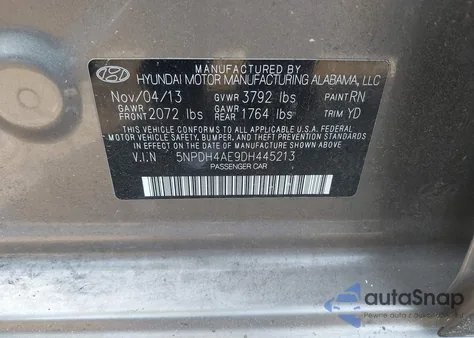 MANUFACTURED BY
HYUNDAI MOTOR MANUFACTURING ALABAMA, LLC
Nov/04/13 GVWR 3792 lbs PAINT RN
GAWR FRONT 2072 lbs GAWR REAR 1764 lbs TRIM YD
THIS VEHICLE CONFORMS TO ALL APPLICABLE U.S.A. FEDERAL
MOTOR VEHICLE SAFETY, BUMPER, AND THEFT PREVENTION STANDARDS
IN EFFECT ON THE DATE OF MANUFACTURE SHOWN ABOVE.
V.I.N 5NPDH4AE9DH445213
PASSENGER CAR
autoSnap
Pewne auta z